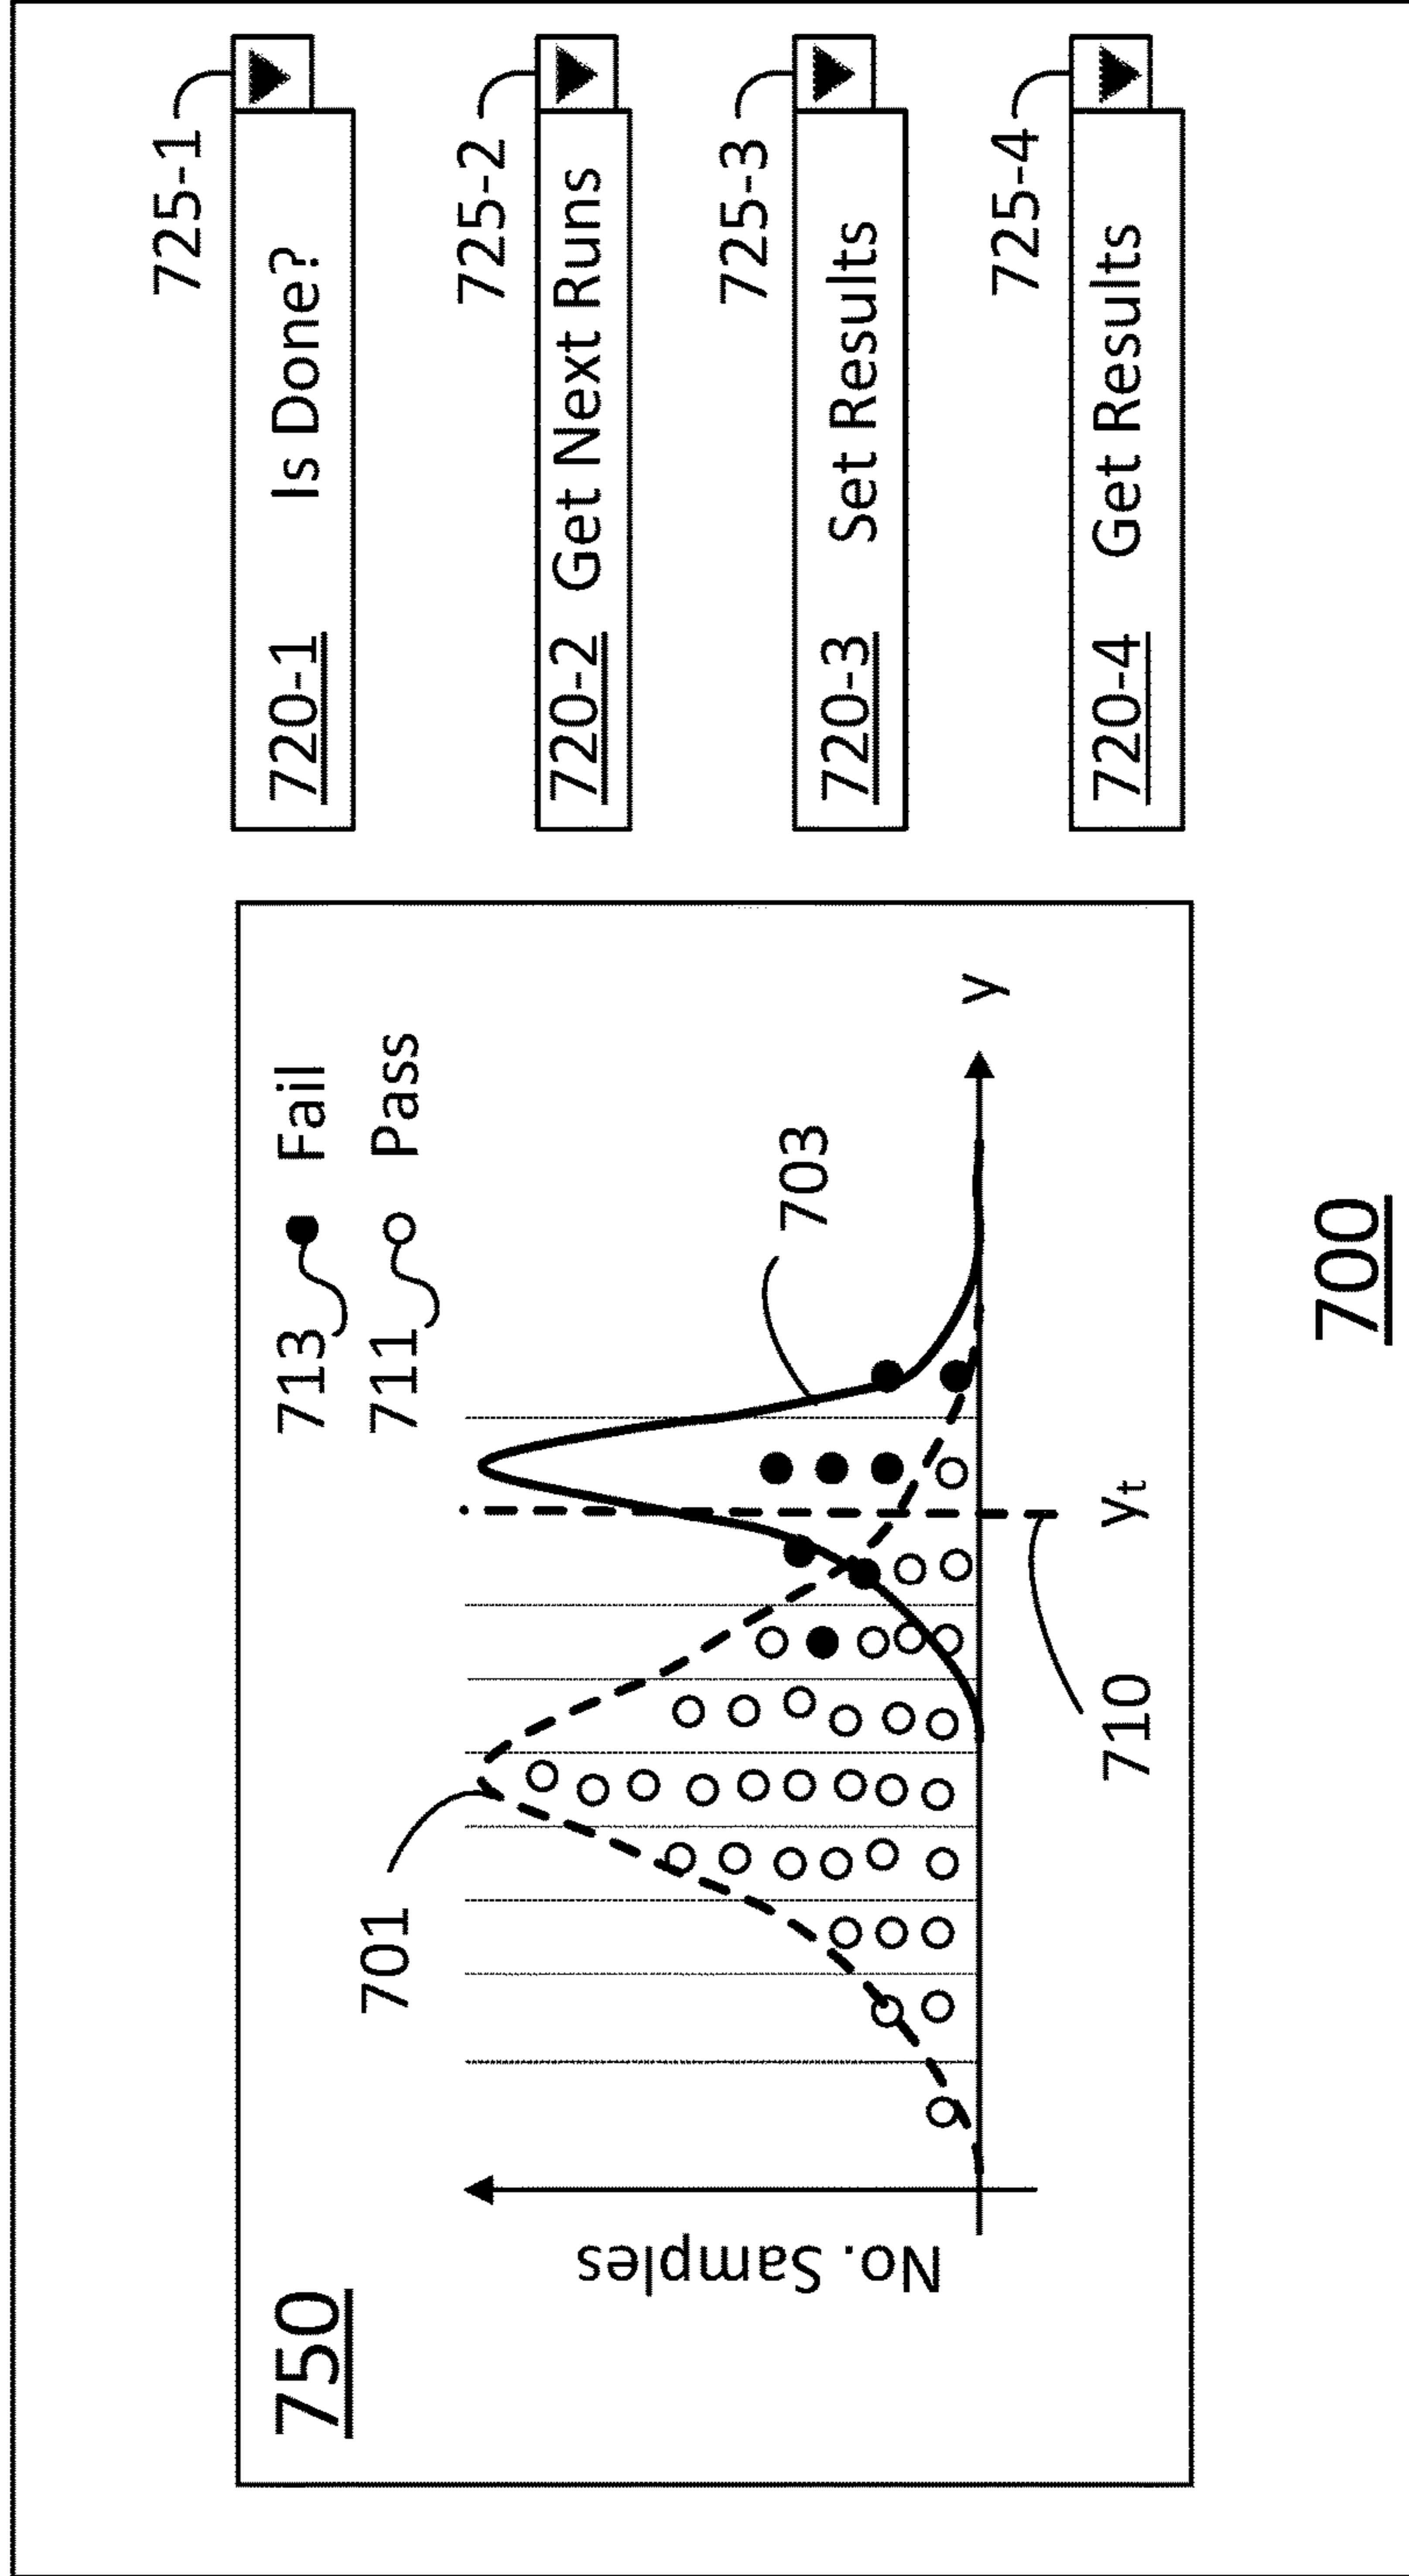 750
713 Fail
711 Pass
701
703
No. Samples
y
yt
710
725-1
720-1 Is Done?
725-2
720-2 Get Next Runs
725-3
720-3 Set Results
725-4
720-4 Get Results
700